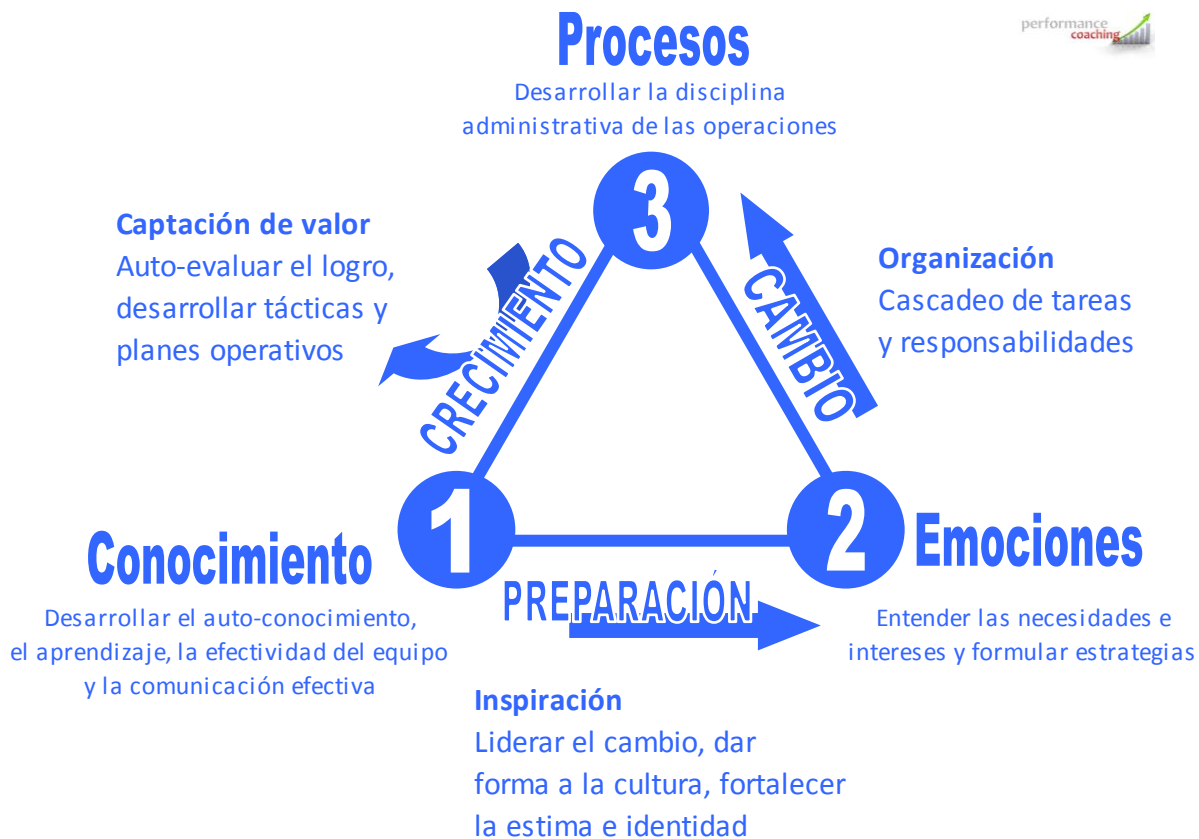 performance
coaching
Procesos
Desarrollar la disciplina
administrativa de las operaciones
3
Captación de valor
Auto-evaluar el logro,
desarrollar tácticas y
planes operativos
CRECIMIENTO
CAMBIO
Organización
Cascadeo de tareas
y responsabilidades
1
2
Conocimiento
Desarrollar el auto-conocimiento,
el aprendizaje, la efectividad del equipo
y la comunicación efectiva
PREPARACIÓN
Emociones
Entender las necesidades e
intereses y formular estrategias
Inspiración
Liderar el cambio, dar
forma a la cultura, fortalecer
la estima e identidad